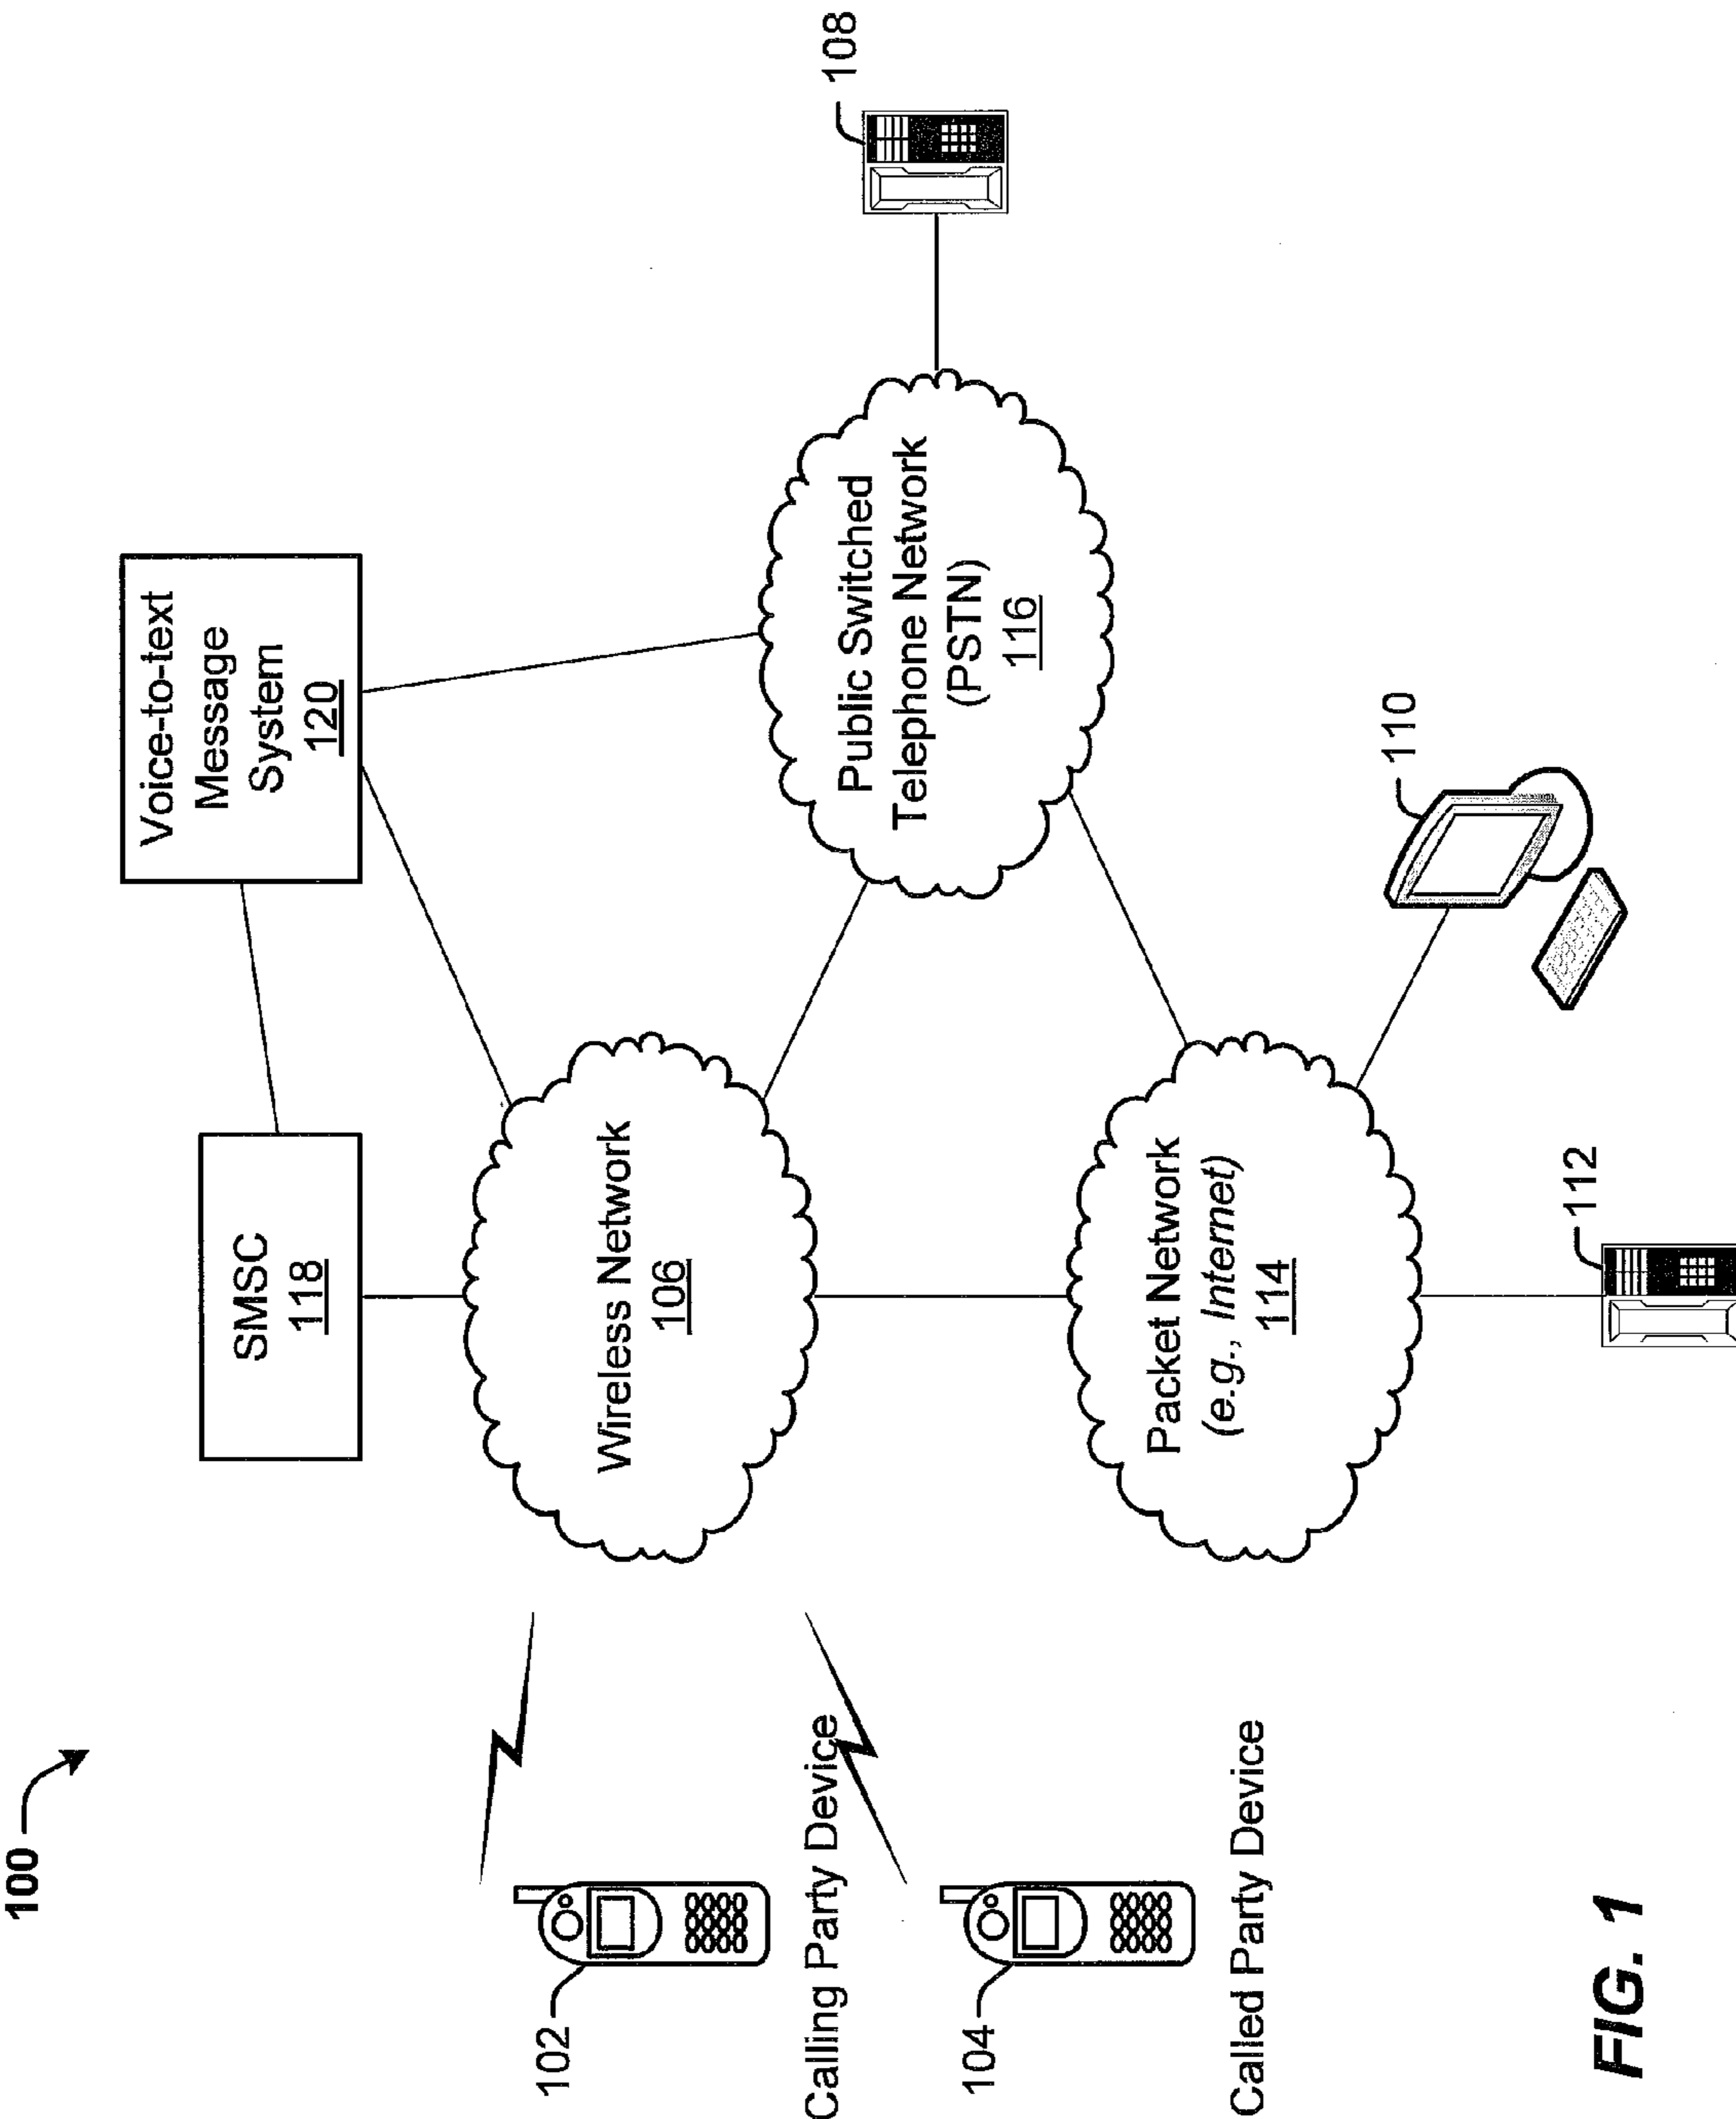 100
SMSC
118
Voice-to-text
Message
System
120
102
Calling Party Device
Wireless Network
106
Public Switched
Telephone Network
(PSTN)
116
108
104
Called Party Device
Packet Network
(e.g., Internet)
114
110
112
FIG. 1